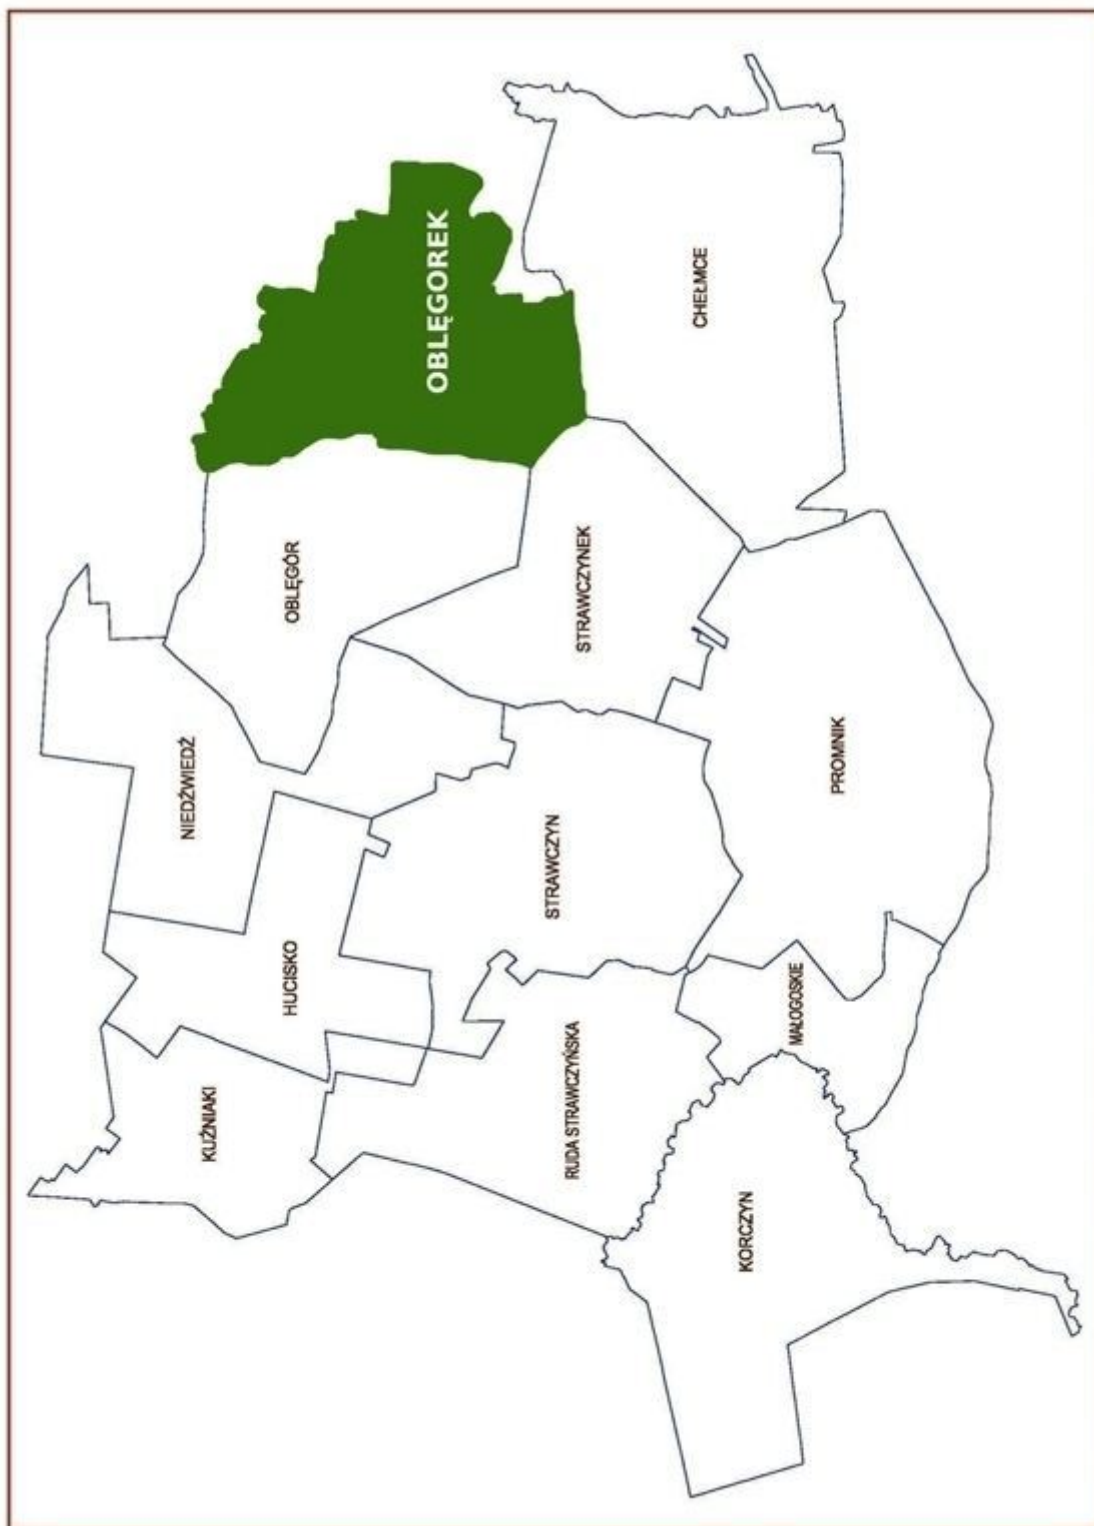 KUŹNIAKI
NIEDŹWIEDŹ
HUCISKO
OBLĘGÓR
OBLĘGOREK
STRAWCZYN
RUDA STRAWCZYŃSKA
STRAWCZYNEK
CHEŁMCE
KORCZYN
MAŁOGOSKIE
PROMNIK